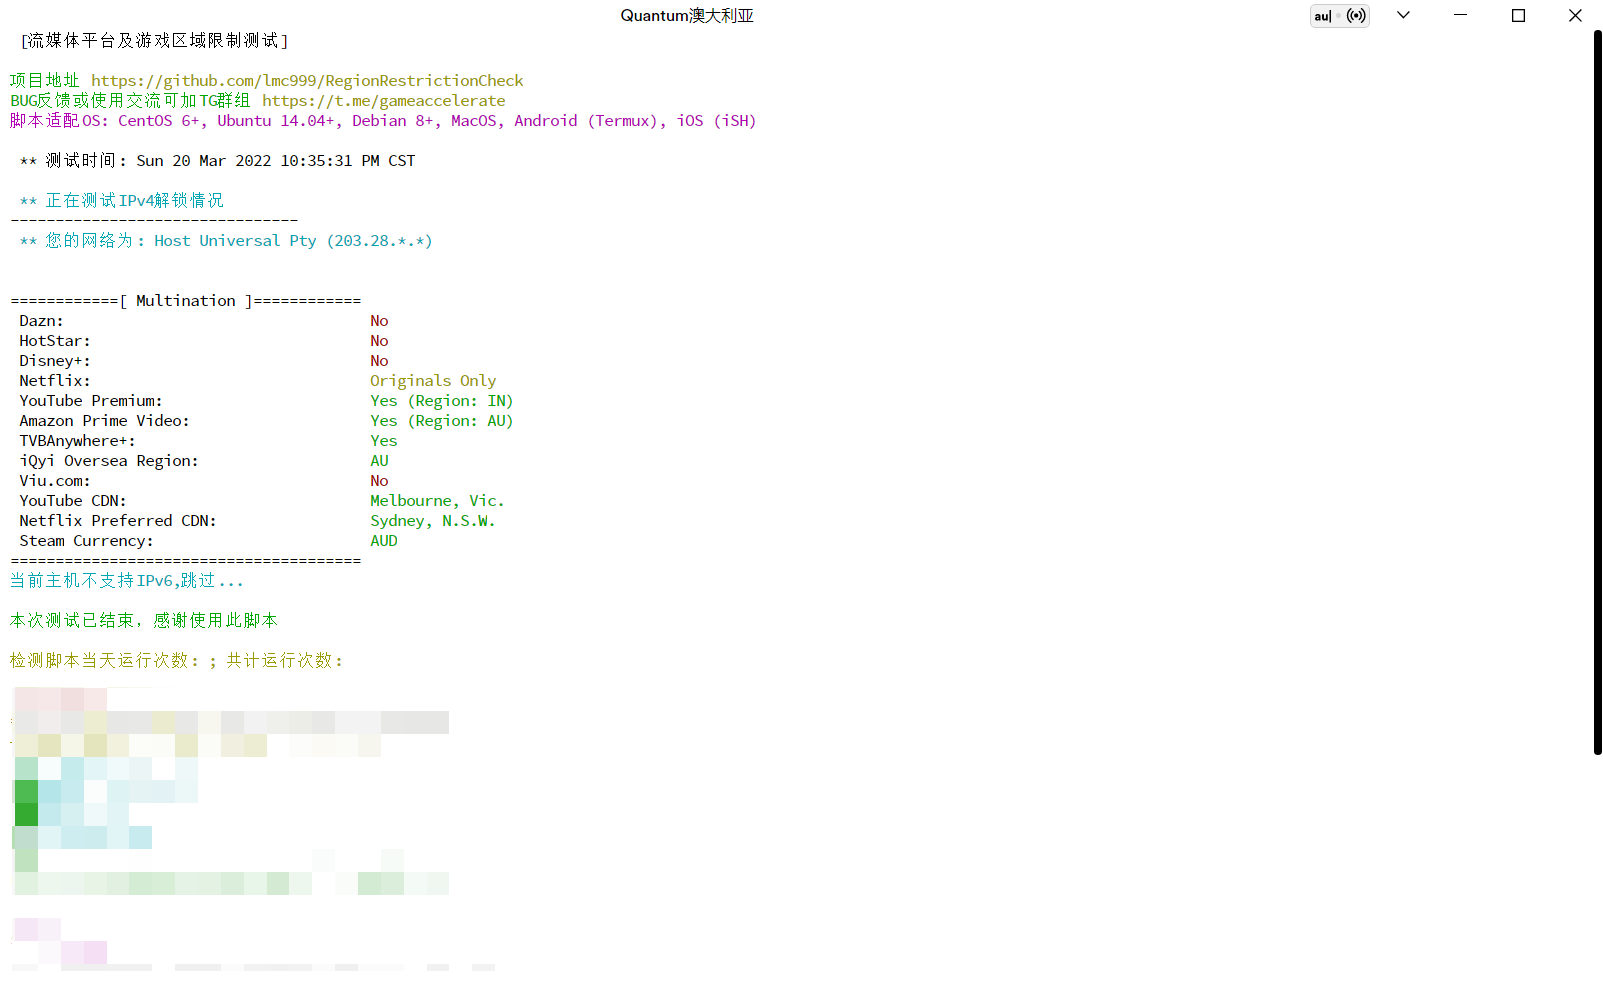 Quantum澳大利亚
au|
[流媒体平台及游戏区域限制测试]
项目地址 https://github.com/lmc999/RegionRestrictionCheck
BUG反馈或使用交流可加TG群组 https://t.me/gameaccelerate
脚本适配OS: CentOS 6+, Ubuntu 14.04+, Debian 8+, MacOS, Android (Termux), iOS (iSH)
** 测试时间: Sun 20 Mar 2022 10:35:31 PM CST
** 正在测试IPv4解锁情况
--------------------------------
** 您的网络为: Host Universal Pty (203.28.*.*)
============[ Multination ]============
Dazn: No
HotStar: No
Disney+: No
Netflix: Originals Only
YouTube Premium: Yes (Region: IN)
Amazon Prime Video: Yes (Region: AU)
TVBAnywhere+: Yes
iQyi Oversea Region: AU
Viu.com: No
YouTube CDN: Melbourne, Vic.
Netflix Preferred CDN: Sydney, N.S.W.
Steam Currency: AUD
=======================================
当前主机不支持IPv6,跳过...
本次测试已结束，感谢使用此脚本
检测脚本当天运行次数: ; 共计运行次数: